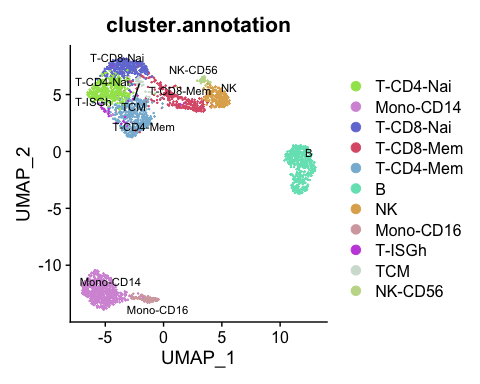 cluster.annotation
T-CD8-Nai
NK-CD56
T-CD4-Nai
T-CD8-Mem
NK
T-ISGh
TCM
T-CD4-Mem
B
Mono-CD14
Mono-CD16
5
0
-5
-10
-5
0
5
10
UMAP_1
UMAP_2
T-CD4-Nai
Mono-CD14
T-CD8-Nai
T-CD8-Mem
T-CD4-Mem
B
NK
Mono-CD16
T-ISGh
TCM
NK-CD56